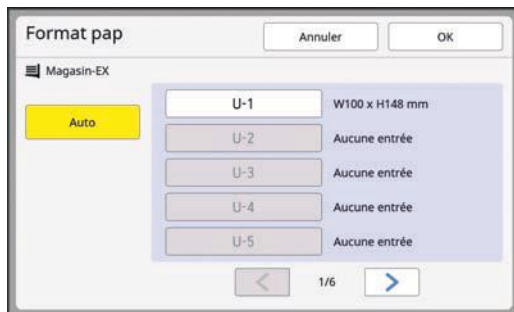 Format pap
Annuler
OK
Magasin-EX
Auto
U-1 W100 x H148 mm
U-2 Aucune entrée
U-3 Aucune entrée
U-4 Aucune entrée
U-5 Aucune entrée
1/6